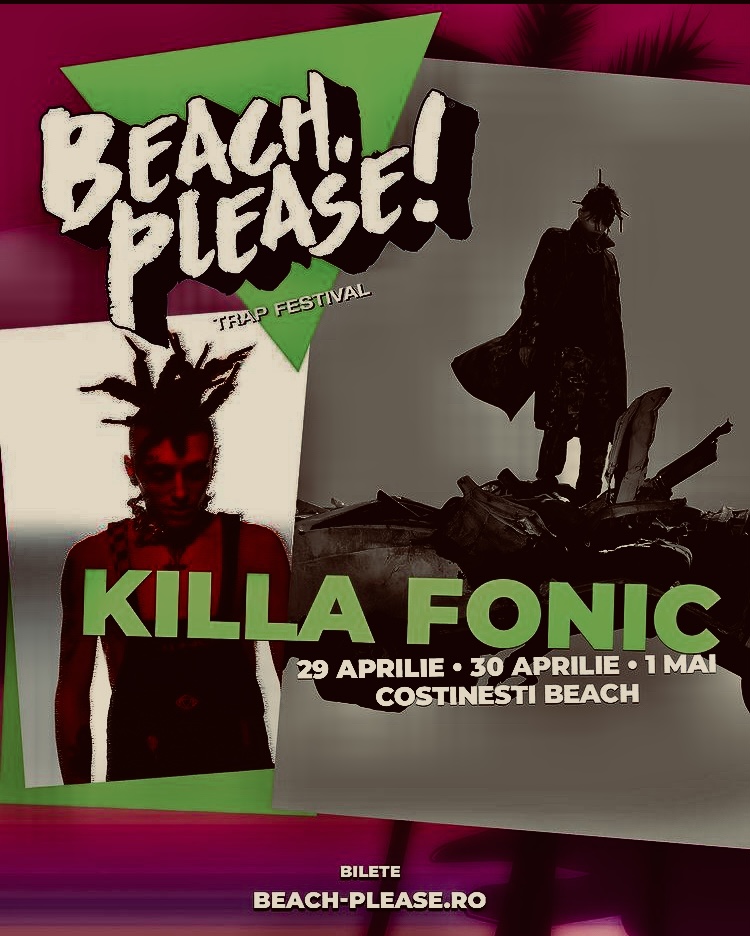 BEACH,
PLEASE!
TRAP FESTIVAL
KILLA FONIC
29 APRILIE • 30 APRILIE • 1 MAI
COSTINESTI BEACH
BILETE
BEACH-PLEASE.RO